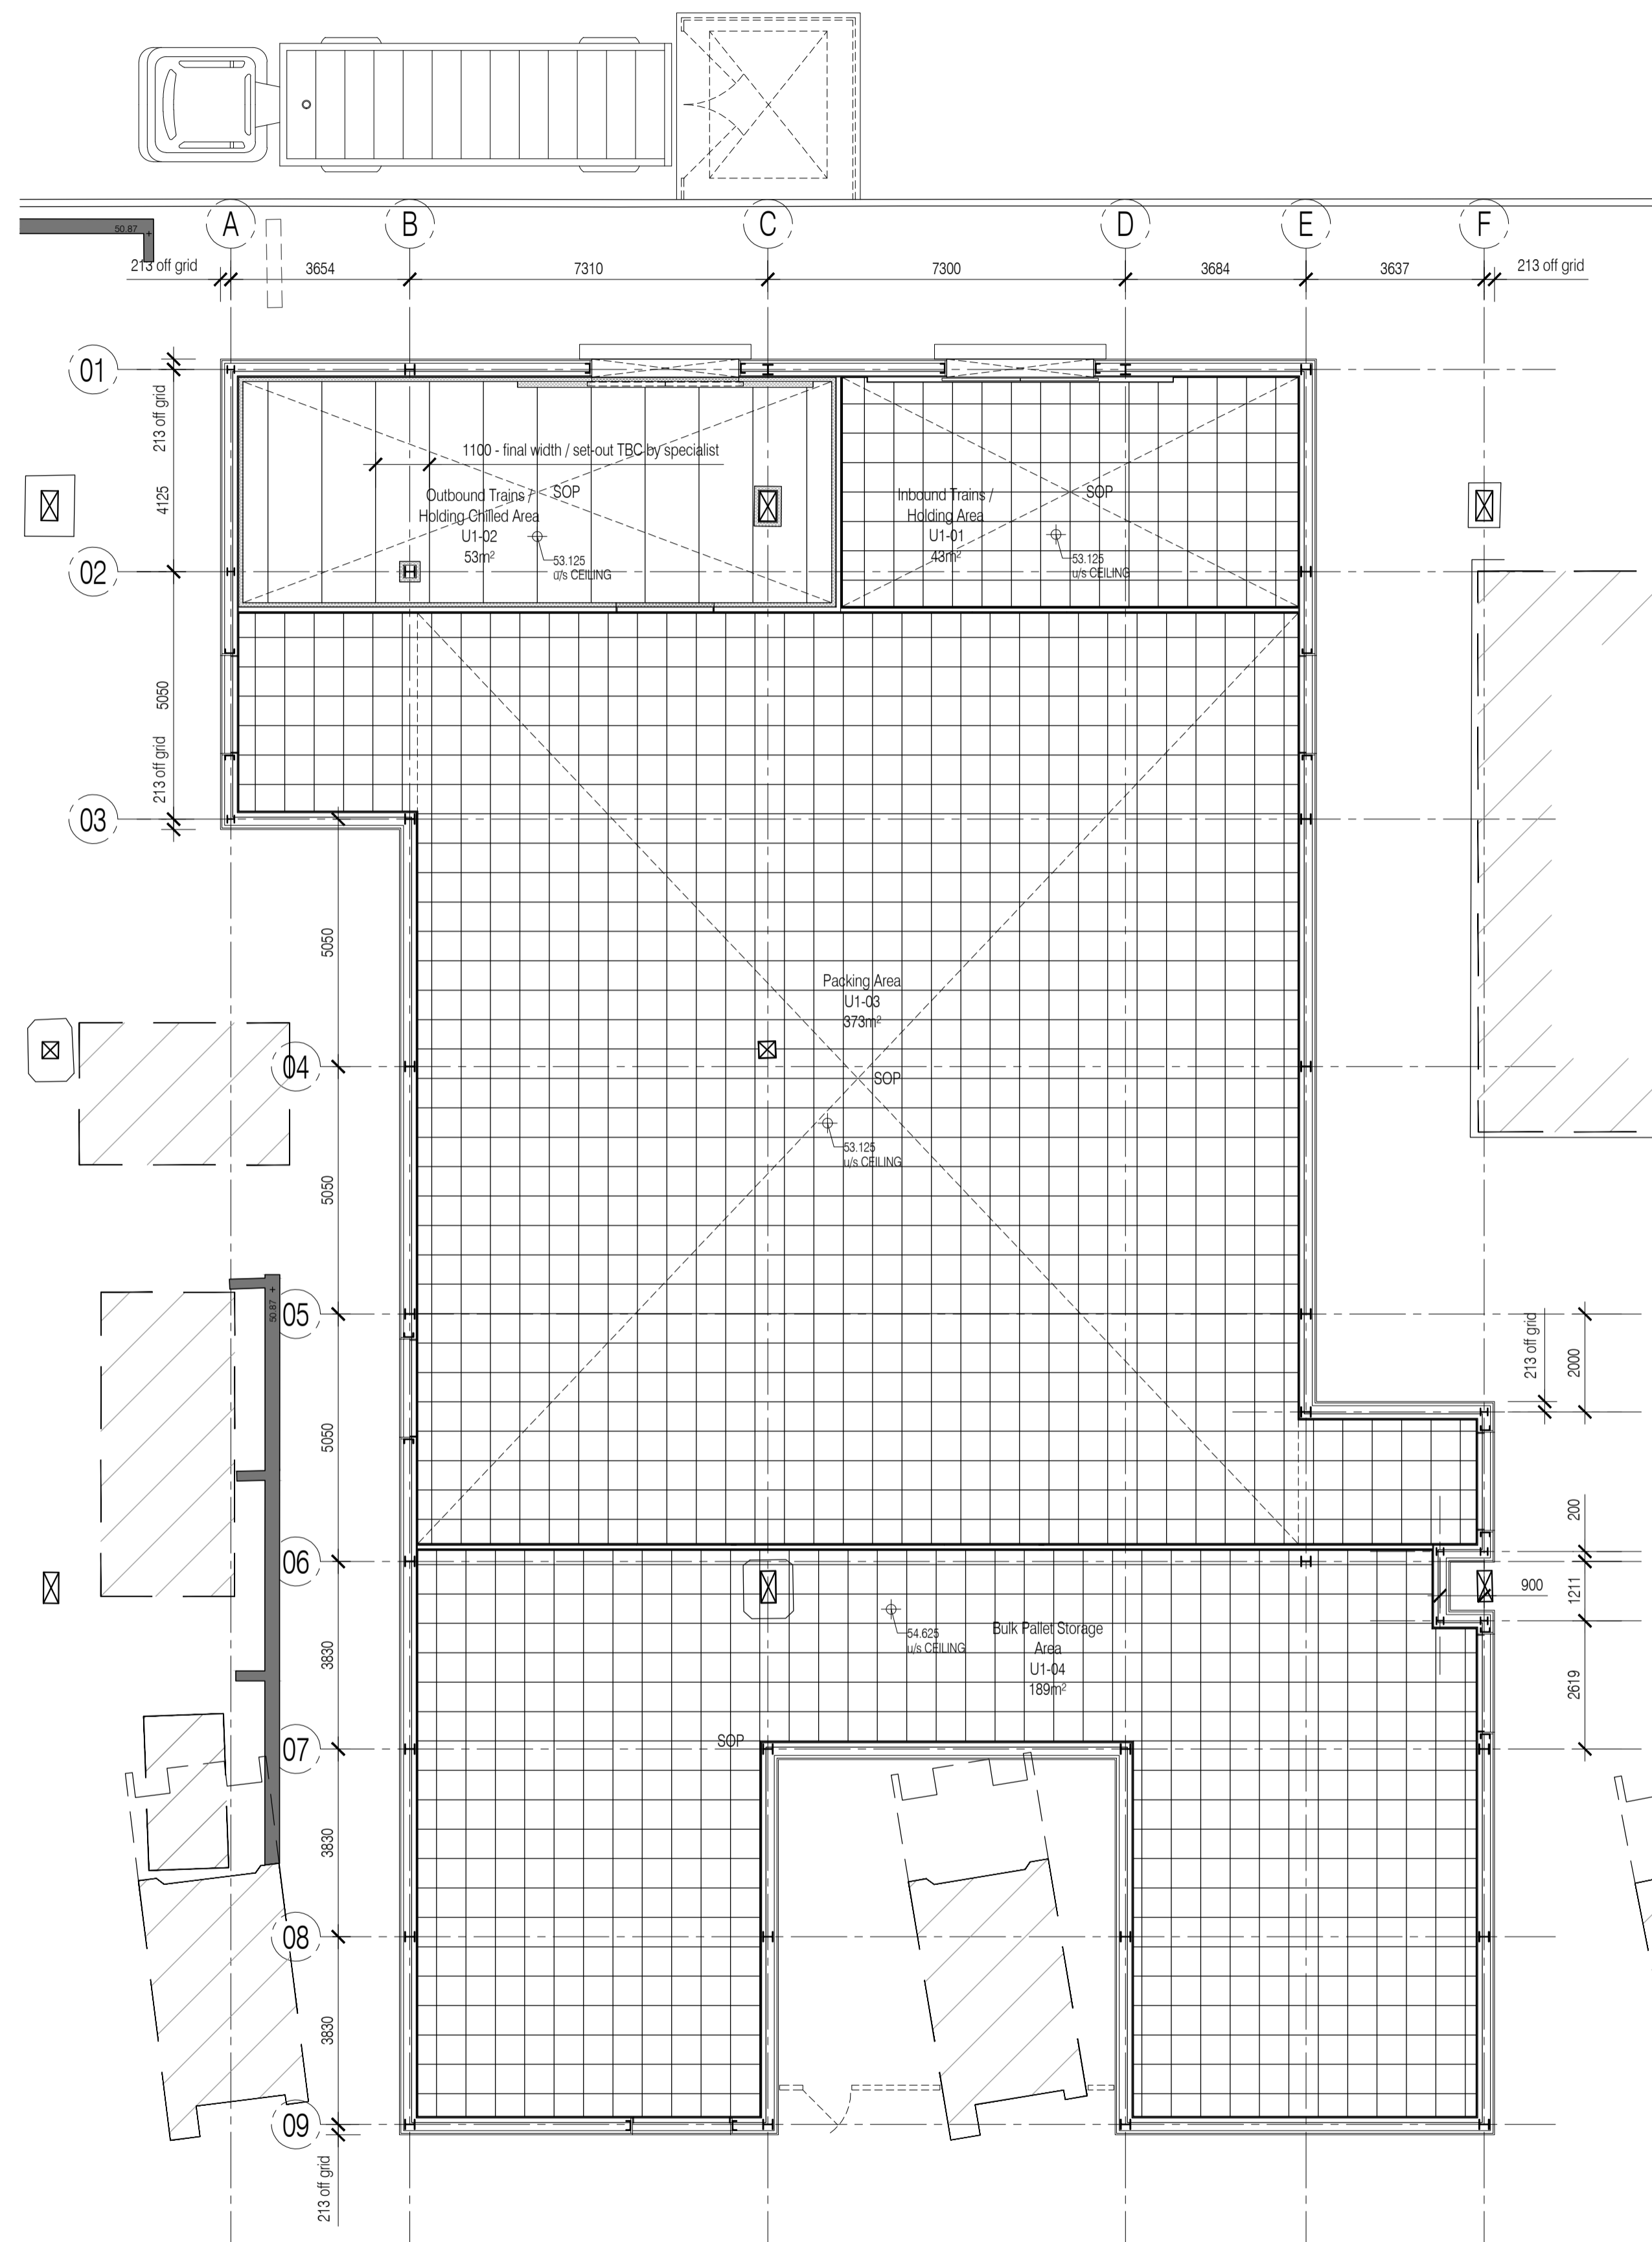 A
B
C
D
E
F
50.87
213 off grid
3654
7310
7300
3684
3637
213 off grid
01
213 off grid
4125
1100 - final width / set-out TBC by specialist
Outbound Trains /
Holding Chilled Area
U1-02
53m²
SOP
53.125
u/s CEILING
Inbound Trains /
Holding Area
U1-01
43m²
SOP
53.125
u/s CEILING
02
5050
213 off grid
03
5050
Packing Area
U1-03
373m²
04
SOP
53.125
u/s CEILING
5050
50.87
05
213 off grid
2000
5050
200
06
900
1211
54.625
u/s CEILING
Bulk Pallet Storage
Area
U1-04
189m²
3830
2619
SOP
07
3830
08
3830
09
213 off grid